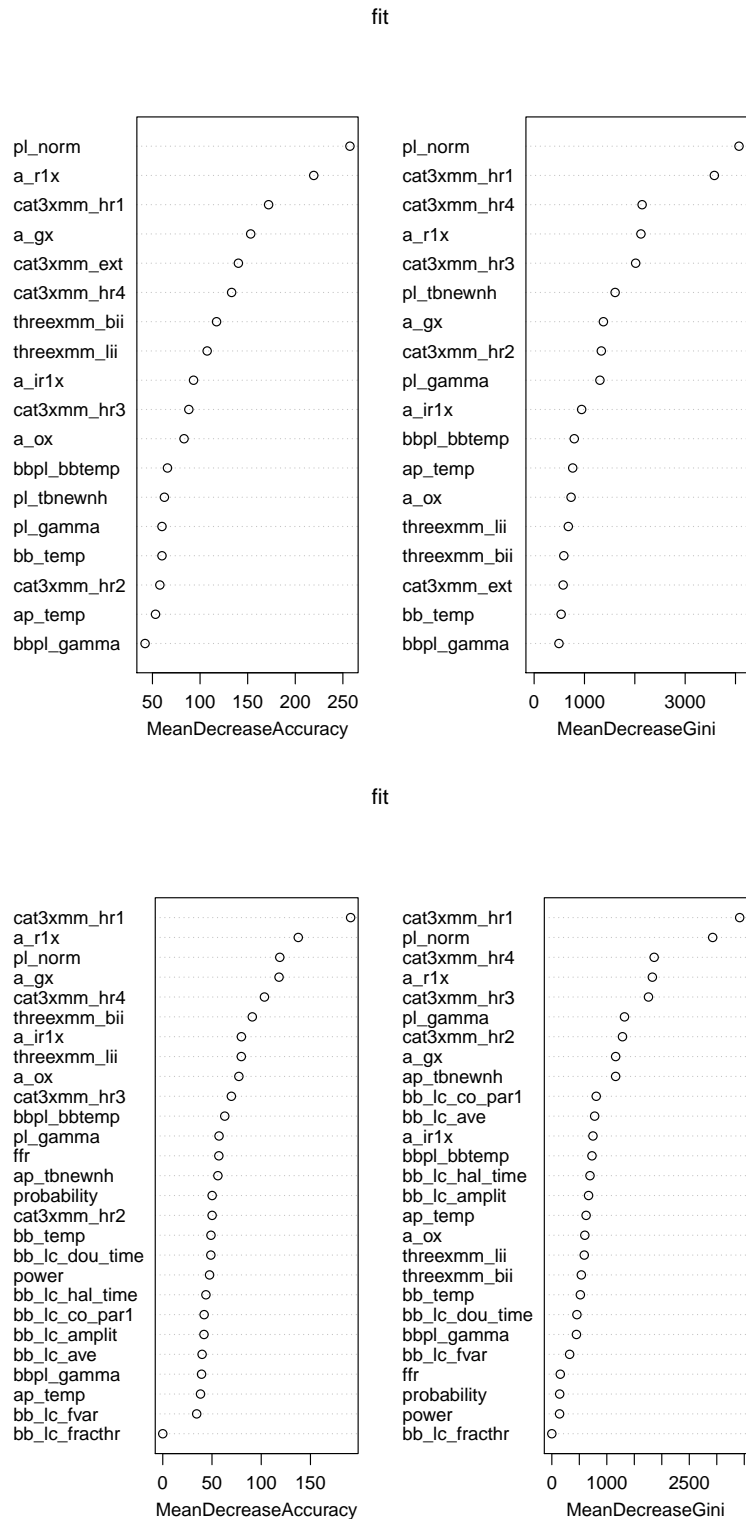 fit
pl_norm
a_r1x
cat3xmm_hr1
a_gx
cat3xmm_ext
cat3xmm_hr4
threexmm_bii
threexmm_lii
a_ir1x
cat3xmm_hr3
a_ox
bbpl_bbtemp
pl_tbnewnh
pl_gamma
bb_temp
cat3xmm_hr2
ap_temp
bbpl_gamma
50 100 150 200 250
MeanDecreaseAccuracy
pl_norm
cat3xmm_hr1
cat3xmm_hr4
a_r1x
cat3xmm_hr3
pl_tbnewnh
a_gx
cat3xmm_hr2
pl_gamma
a_ir1x
bbpl_bbtemp
ap_temp
a_ox
threexmm_lii
threexmm_bii
cat3xmm_ext
bb_temp
bbpl_gamma
0 1000 3000
MeanDecreaseGini
fit
cat3xmm_hr1
a_r1x
pl_norm
a_gx
cat3xmm_hr4
threexmm_bii
a_ir1x
threexmm_lii
a_ox
cat3xmm_hr3
bbpl_bbtemp
pl_gamma
ffr
ap_tbnewnh
probability
cat3xmm_hr2
bb_temp
bb_lc_dou_time
power
bb_lc_hal_time
bb_lc_co_par1
bb_lc_amplit
bb_lc_ave
bbpl_gamma
ap_temp
bb_lc_fvar
bb_lc_fracthr
0 50 100 150
MeanDecreaseAccuracy
cat3xmm_hr1
pl_norm
cat3xmm_hr4
a_r1x
cat3xmm_hr3
pl_gamma
cat3xmm_hr2
a_gx
ap_tbnewnh
bb_lc_co_par1
bb_lc_ave
a_ir1x
bbpl_bbtemp
bb_lc_hal_time
bb_lc_amplit
ap_temp
a_ox
threexmm_lii
threexmm_bii
bb_temp
bb_lc_dou_time
bbpl_gamma
bb_lc_fvar
ffr
probability
power
bb_lc_fracthr
0 1000 2500
MeanDecreaseGini